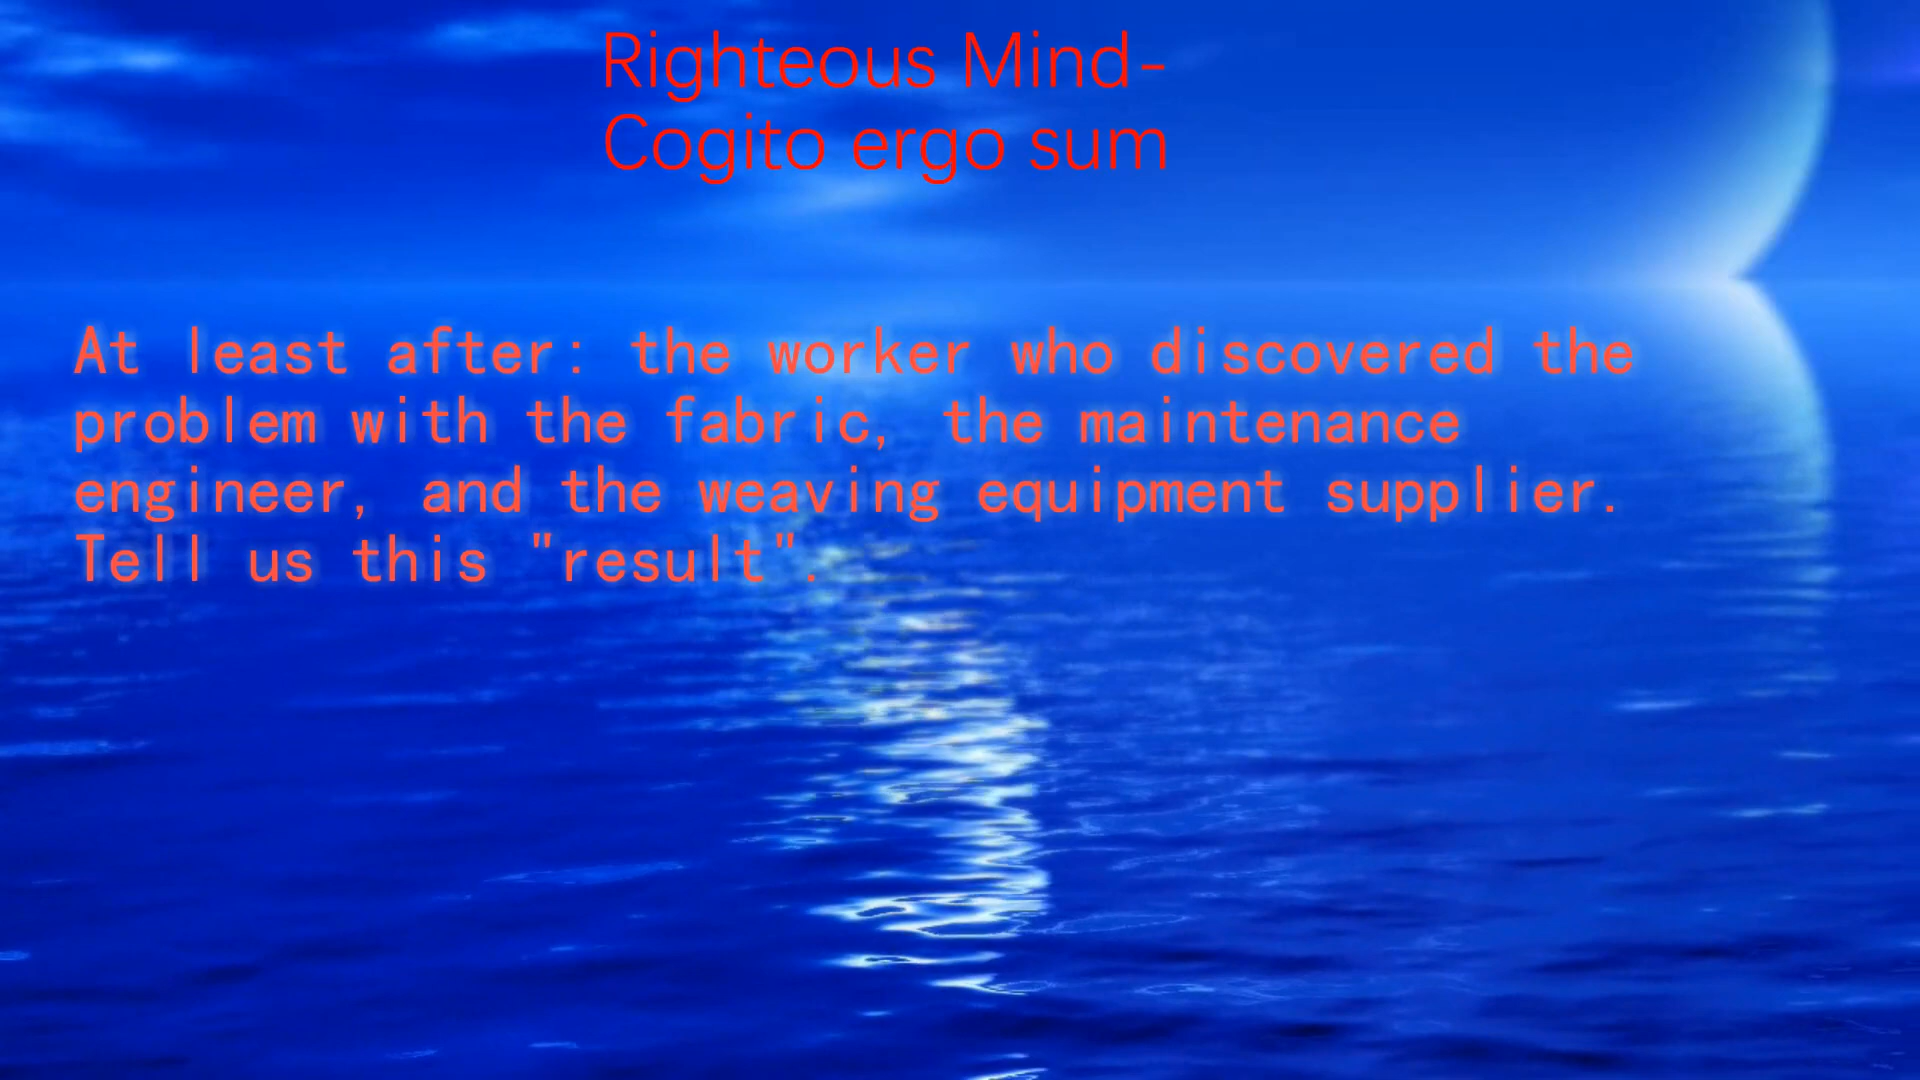 Righteous Mind-
Cogito ergo sum
At least after: the worker who discovered the
problem with the fabric, the maintenance
engineer, and the weaving equipment supplier.
Tell us this "result".